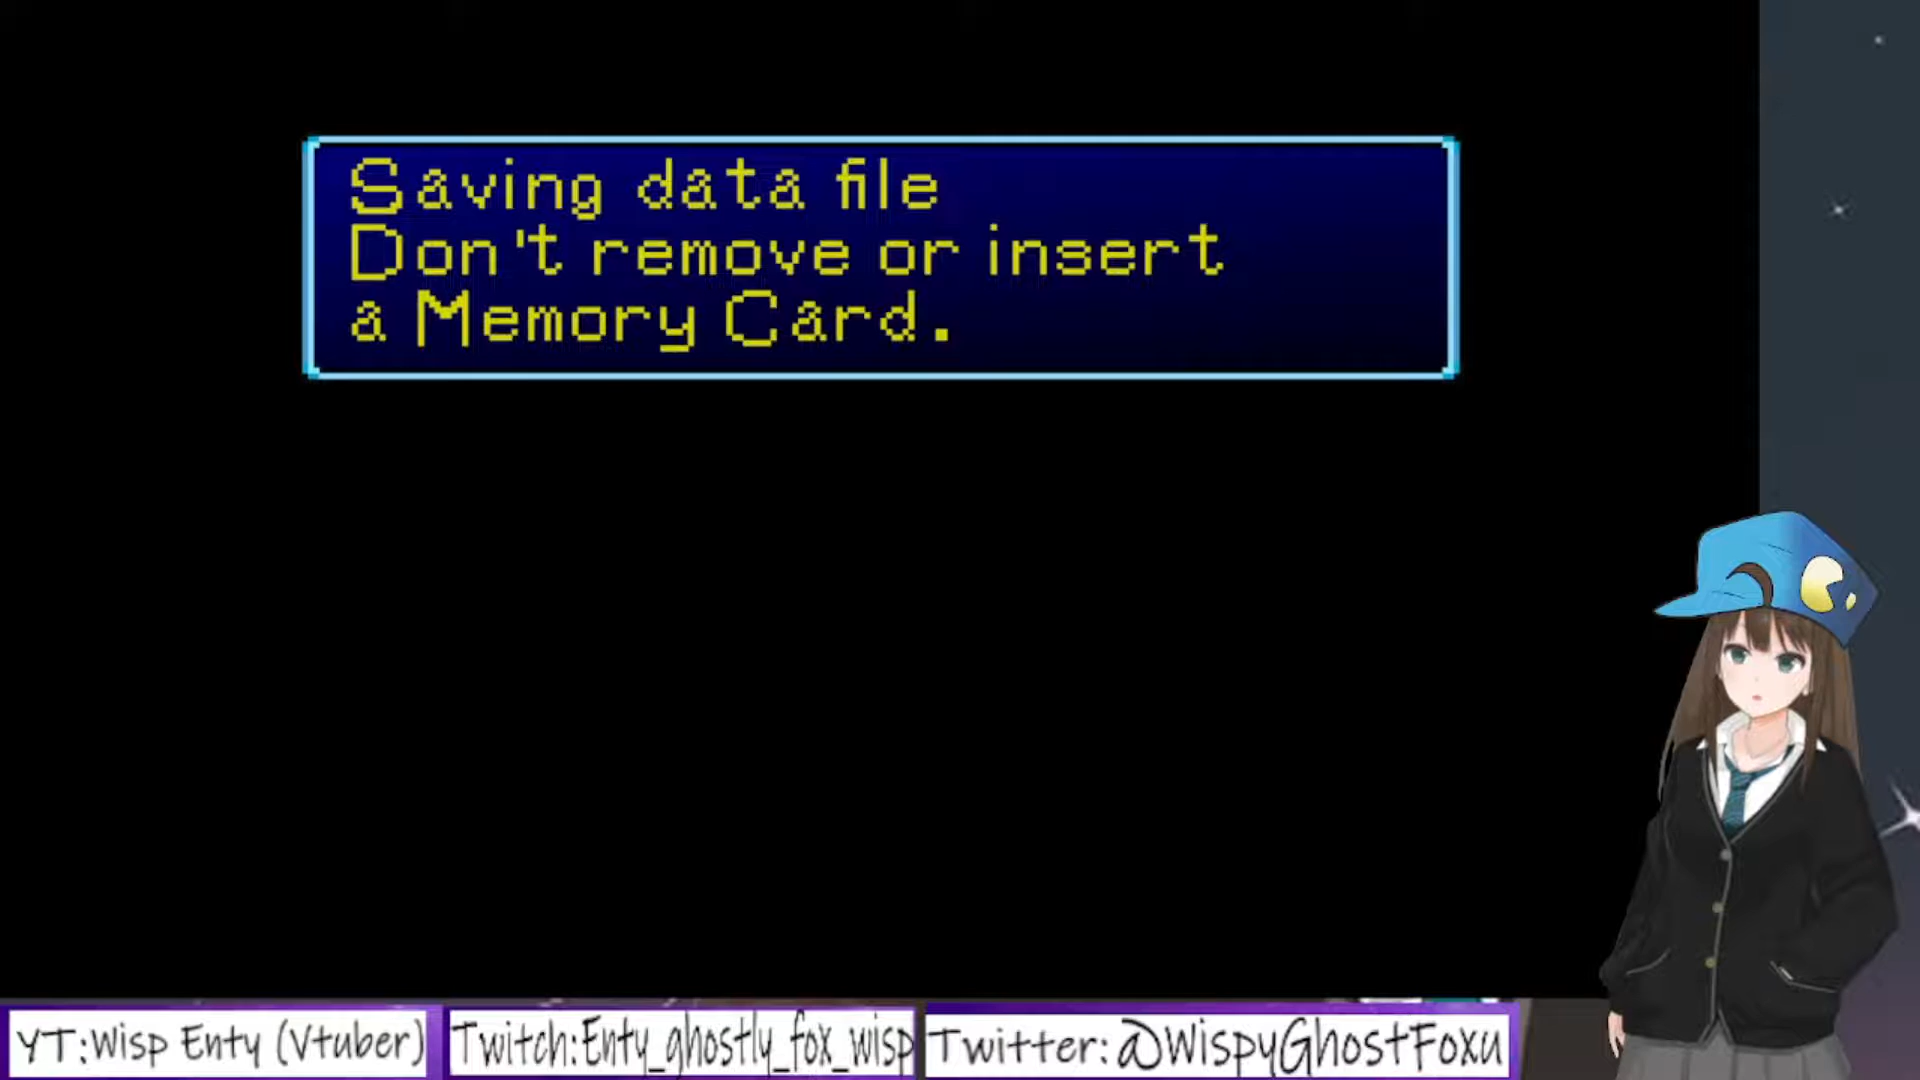 Saving data file
Don't remove or insert
a Memory Card.
YT:Wisp Enty (Vtuber)
Twitch:Enty_ghostly_fox_wisp
Twitter:@WispyGhostFoxu